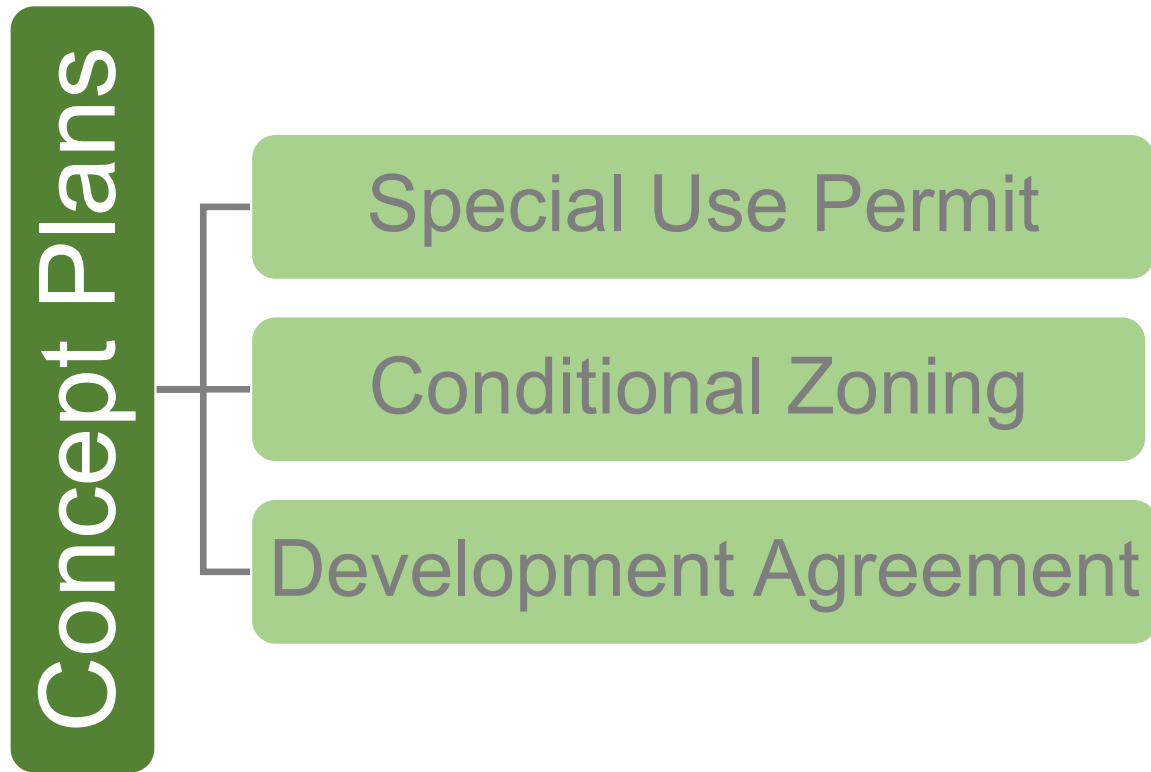 Concept Plans
Special Use Permit
Conditional Zoning
Development Agreement